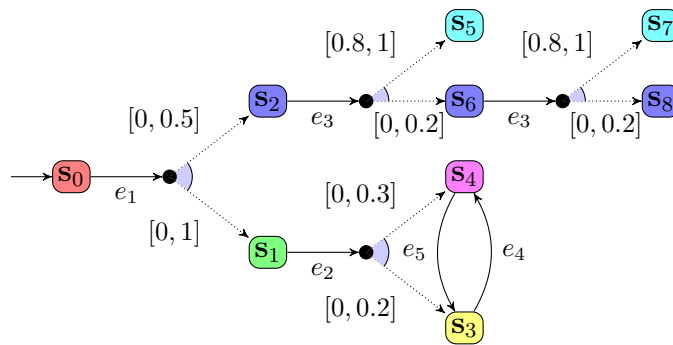 s5
s7
[0.8, 1]
[0.8, 1]
s2
s6
s8
e3
e3
[0, 0.5]
[0, 0.2]
[0, 0.2]
s0
s4
e1
[0, 0.3]
[0, 1]
s1
e5
e4
e2
[0, 0.2]
s3